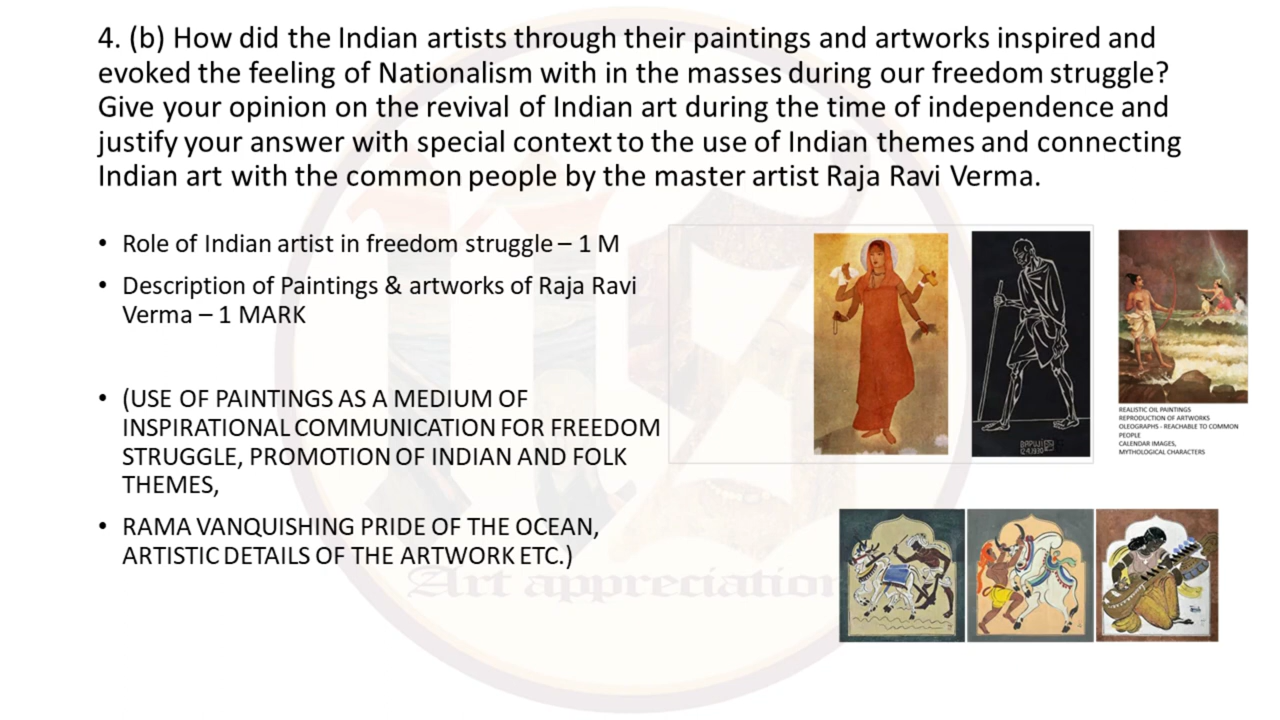 4. (b) How did the Indian artists through their paintings and artworks inspired and
evoked the feeling of Nationalism with in the masses during our freedom struggle?
Give your opinion on the revival of Indian art during the time of independence and
justify your answer with special context to the use of Indian themes and connecting
Indian art with the common people by the master artist Raja Ravi Verma.
• Role of Indian artist in freedom struggle – 1 M
• Description of Paintings & artworks of Raja Ravi
Verma – 1 MARK
• (USE OF PAINTINGS AS A MEDIUM OF
INSPIRATIONAL COMMUNICATION FOR FREEDOM
STRUGGLE, PROMOTION OF INDIAN AND FOLK
THEMES,
• RAMA VANQUISHING PRIDE OF THE OCEAN,
ARTISTIC DETAILS OF THE ARTWORK ETC.)
BAPUJI
12.4.1930
REALISTIC OIL PAINTINGS
REPRODUCTION OF ARTWORKS
OLEOGRAPHS - REACHABLE TO COMMON
PEOPLE
CALENDAR IMAGES,
MYTHOLOGICAL CHARACTERS
Art appreciation